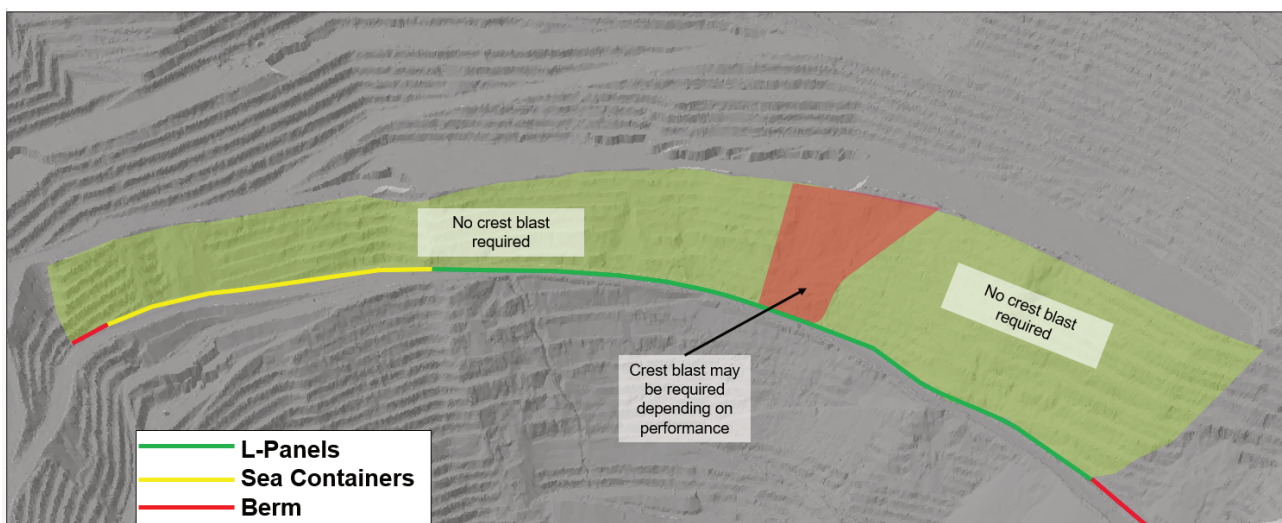 No crest blast
required
No crest blast
required
Crest blast may
be required
depending on
performance
L-Panels
Sea Containers
Berm